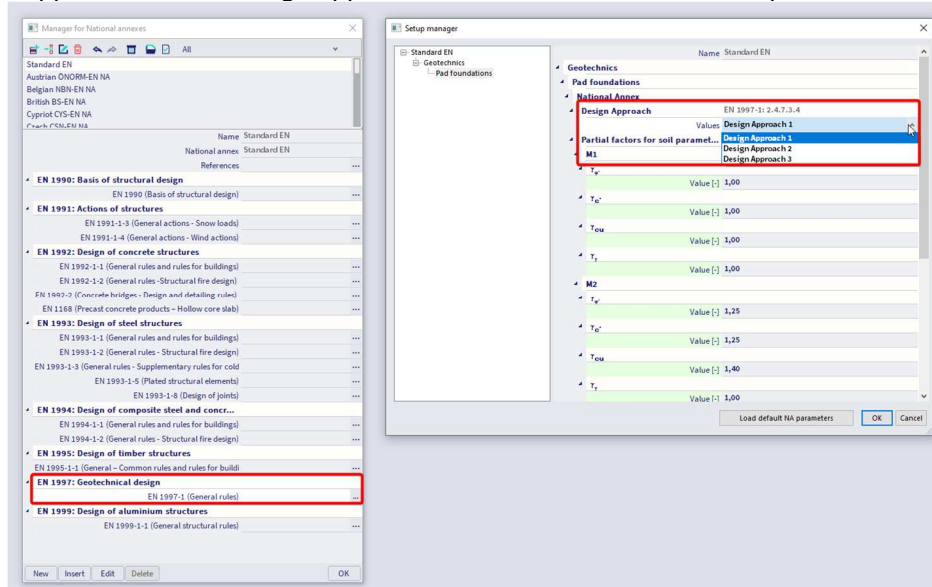 Manager for National annexes
All
Standard EN
Austrian ÖNORM-EN NA
Belgian NBN-EN NA
British BS-EN NA
Cypriot CYS-EN NA
Czech CSN-EN NA
Name Standard EN
National annex Standard EN
References ...
EN 1990: Basis of structural design
EN 1990 (Basis of structural design) ...
EN 1991: Actions of structures
EN 1991-1-3 (General actions - Snow loads) ...
EN 1991-1-4 (General actions - Wind actions) ...
EN 1992: Design of concrete structures
EN 1992-1-1 (General rules and rules for buildings) ...
EN 1992-1-2 (General rules -Structural fire design) ...
EN 1992-2 (Concrete bridges - Design and detailing rules) ...
EN 1168 (Precast concrete products – Hollow core slab) ...
EN 1993: Design of steel structures
EN 1993-1-1 (General rules and rules for buildings) ...
EN 1993-1-2 (General rules - Structural fire design) ...
EN 1993-1-3 (General rules - Supplementary rules for cold ...
EN 1993-1-5 (Plated structural elements) ...
EN 1993-1-8 (Design of joints) ...
EN 1994: Design of composite steel and concr...
EN 1994-1-1 (General rules and rules for buildings) ...
EN 1994-1-2 (General rules - Structural fire design) ...
EN 1995: Design of timber structures
EN 1995-1-1 (General – Common rules and rules for buildi ...
EN 1997: Geotechnical design
EN 1997-1 (General rules) ...
EN 1999: Design of aluminium structures
EN 1999-1-1 (General structural rules) ...
New Insert Edit Delete OK
Setup manager
Standard EN
Geotechnics
Pad foundations
Name Standard EN
Geotechnics
Pad foundations
National Annex
Design Approach EN 1997-1: 2.4.7.3.4
Values Design Approach 1
Design Approach 1
Design Approach 2
Design Approach 3
Partial factors for soil paramet...
M1
γφ'
Value [-] 1,00
γc'
Value [-] 1,00
γcu
Value [-] 1,00
γγ
Value [-] 1,00
M2
γφ'
Value [-] 1,25
γc'
Value [-] 1,25
γcu
Value [-] 1,40
γγ
Value [-] 1,00
Load default NA parameters OK Cancel